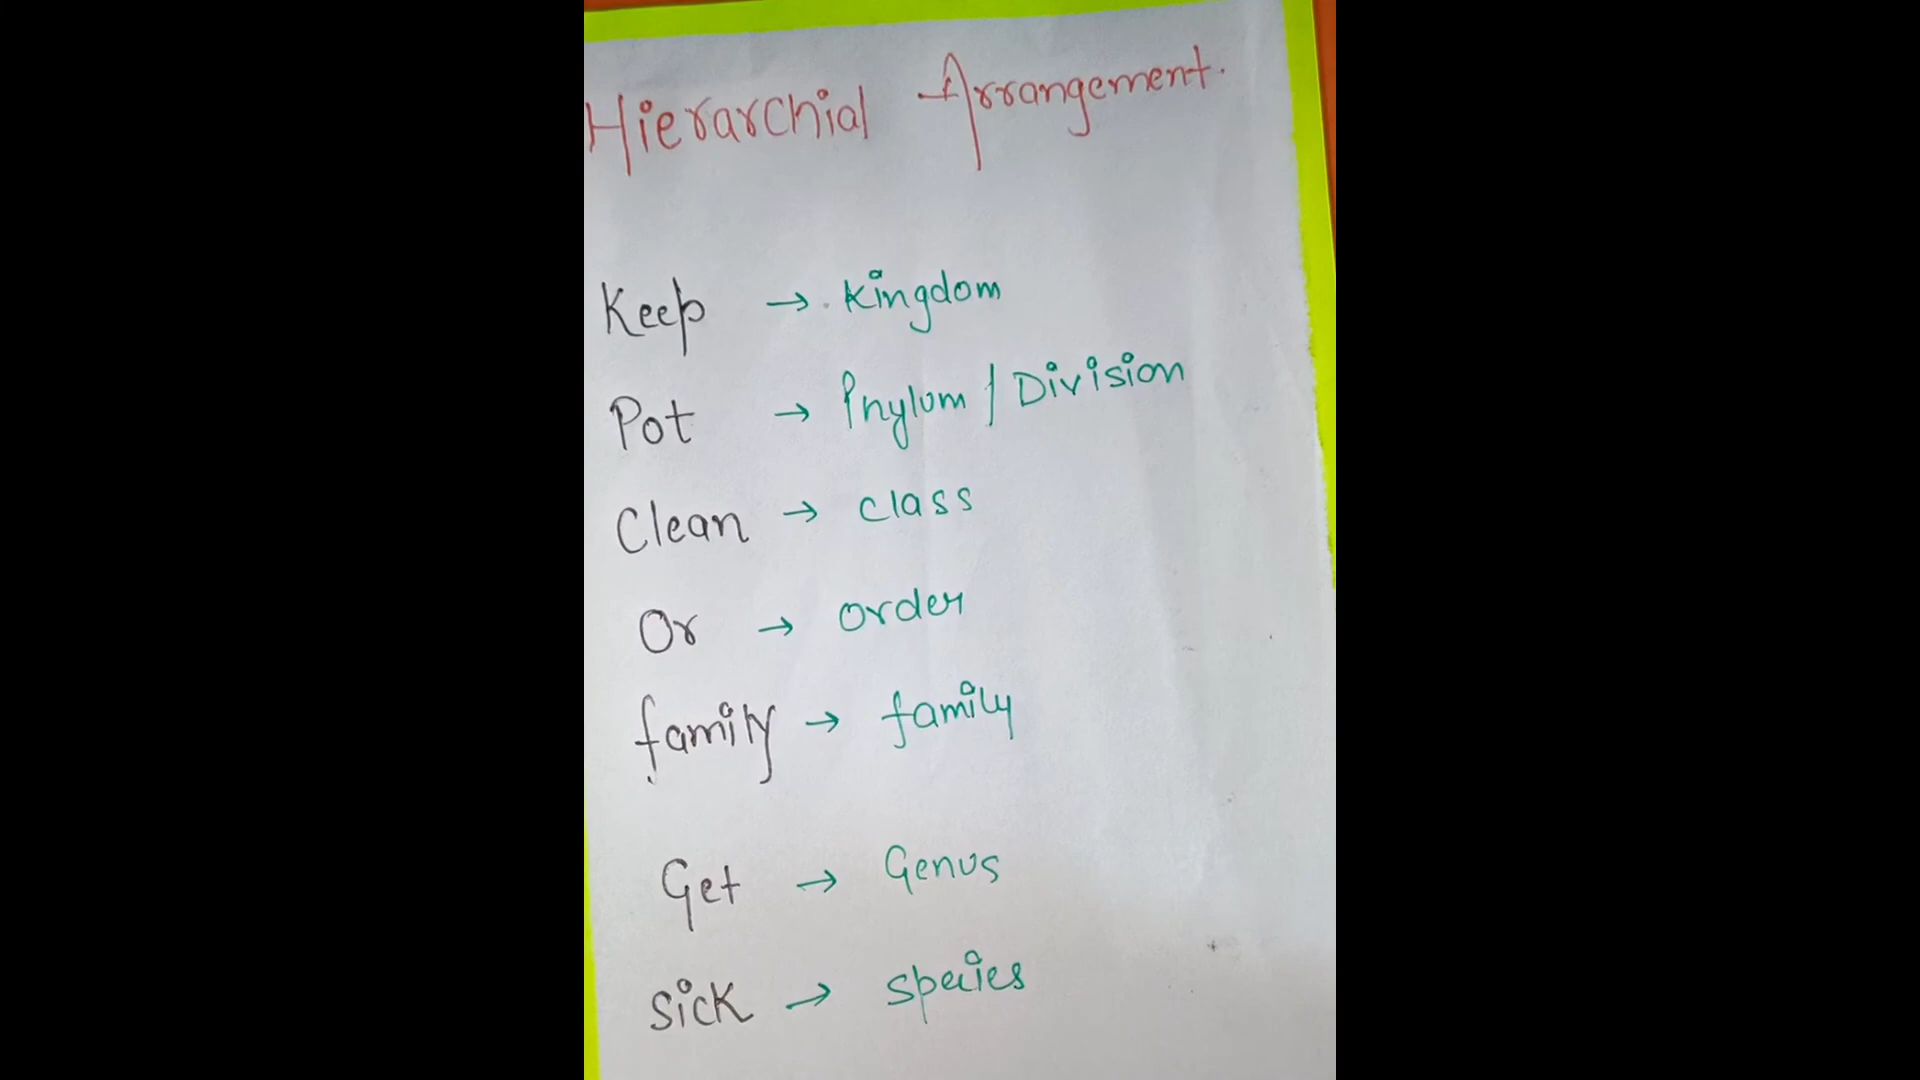 Hierarchial Arrangement.
Keep → Kingdom
Pot → Phylum / Division
Clean → class
Or → order
family → family
Get → Genus
Sick → species